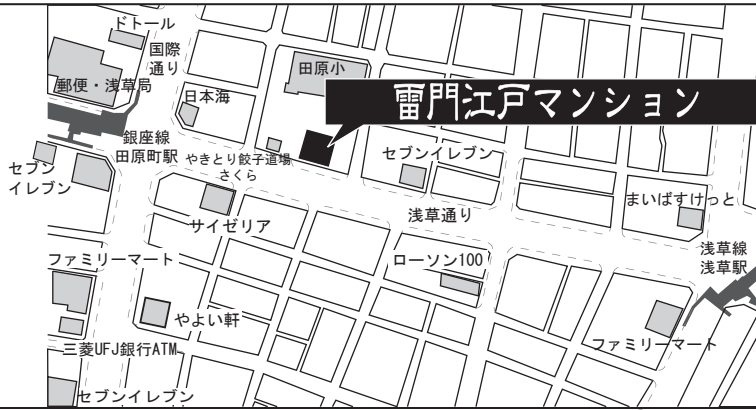 ドトール
国際
通り
郵便・浅草局
日本海
田原小
雷門江戸マンション
銀座線
田原町駅
やきとり餃子道場
さくら
セブンイレブン
セブン
イレブン
サイゼリア
浅草通り
まいばすけっと
ファミリーマート
ローソン100
浅草線
浅草駅
やよい軒
三菱UFJ銀行ATM
ファミリーマート
セブンイレブン